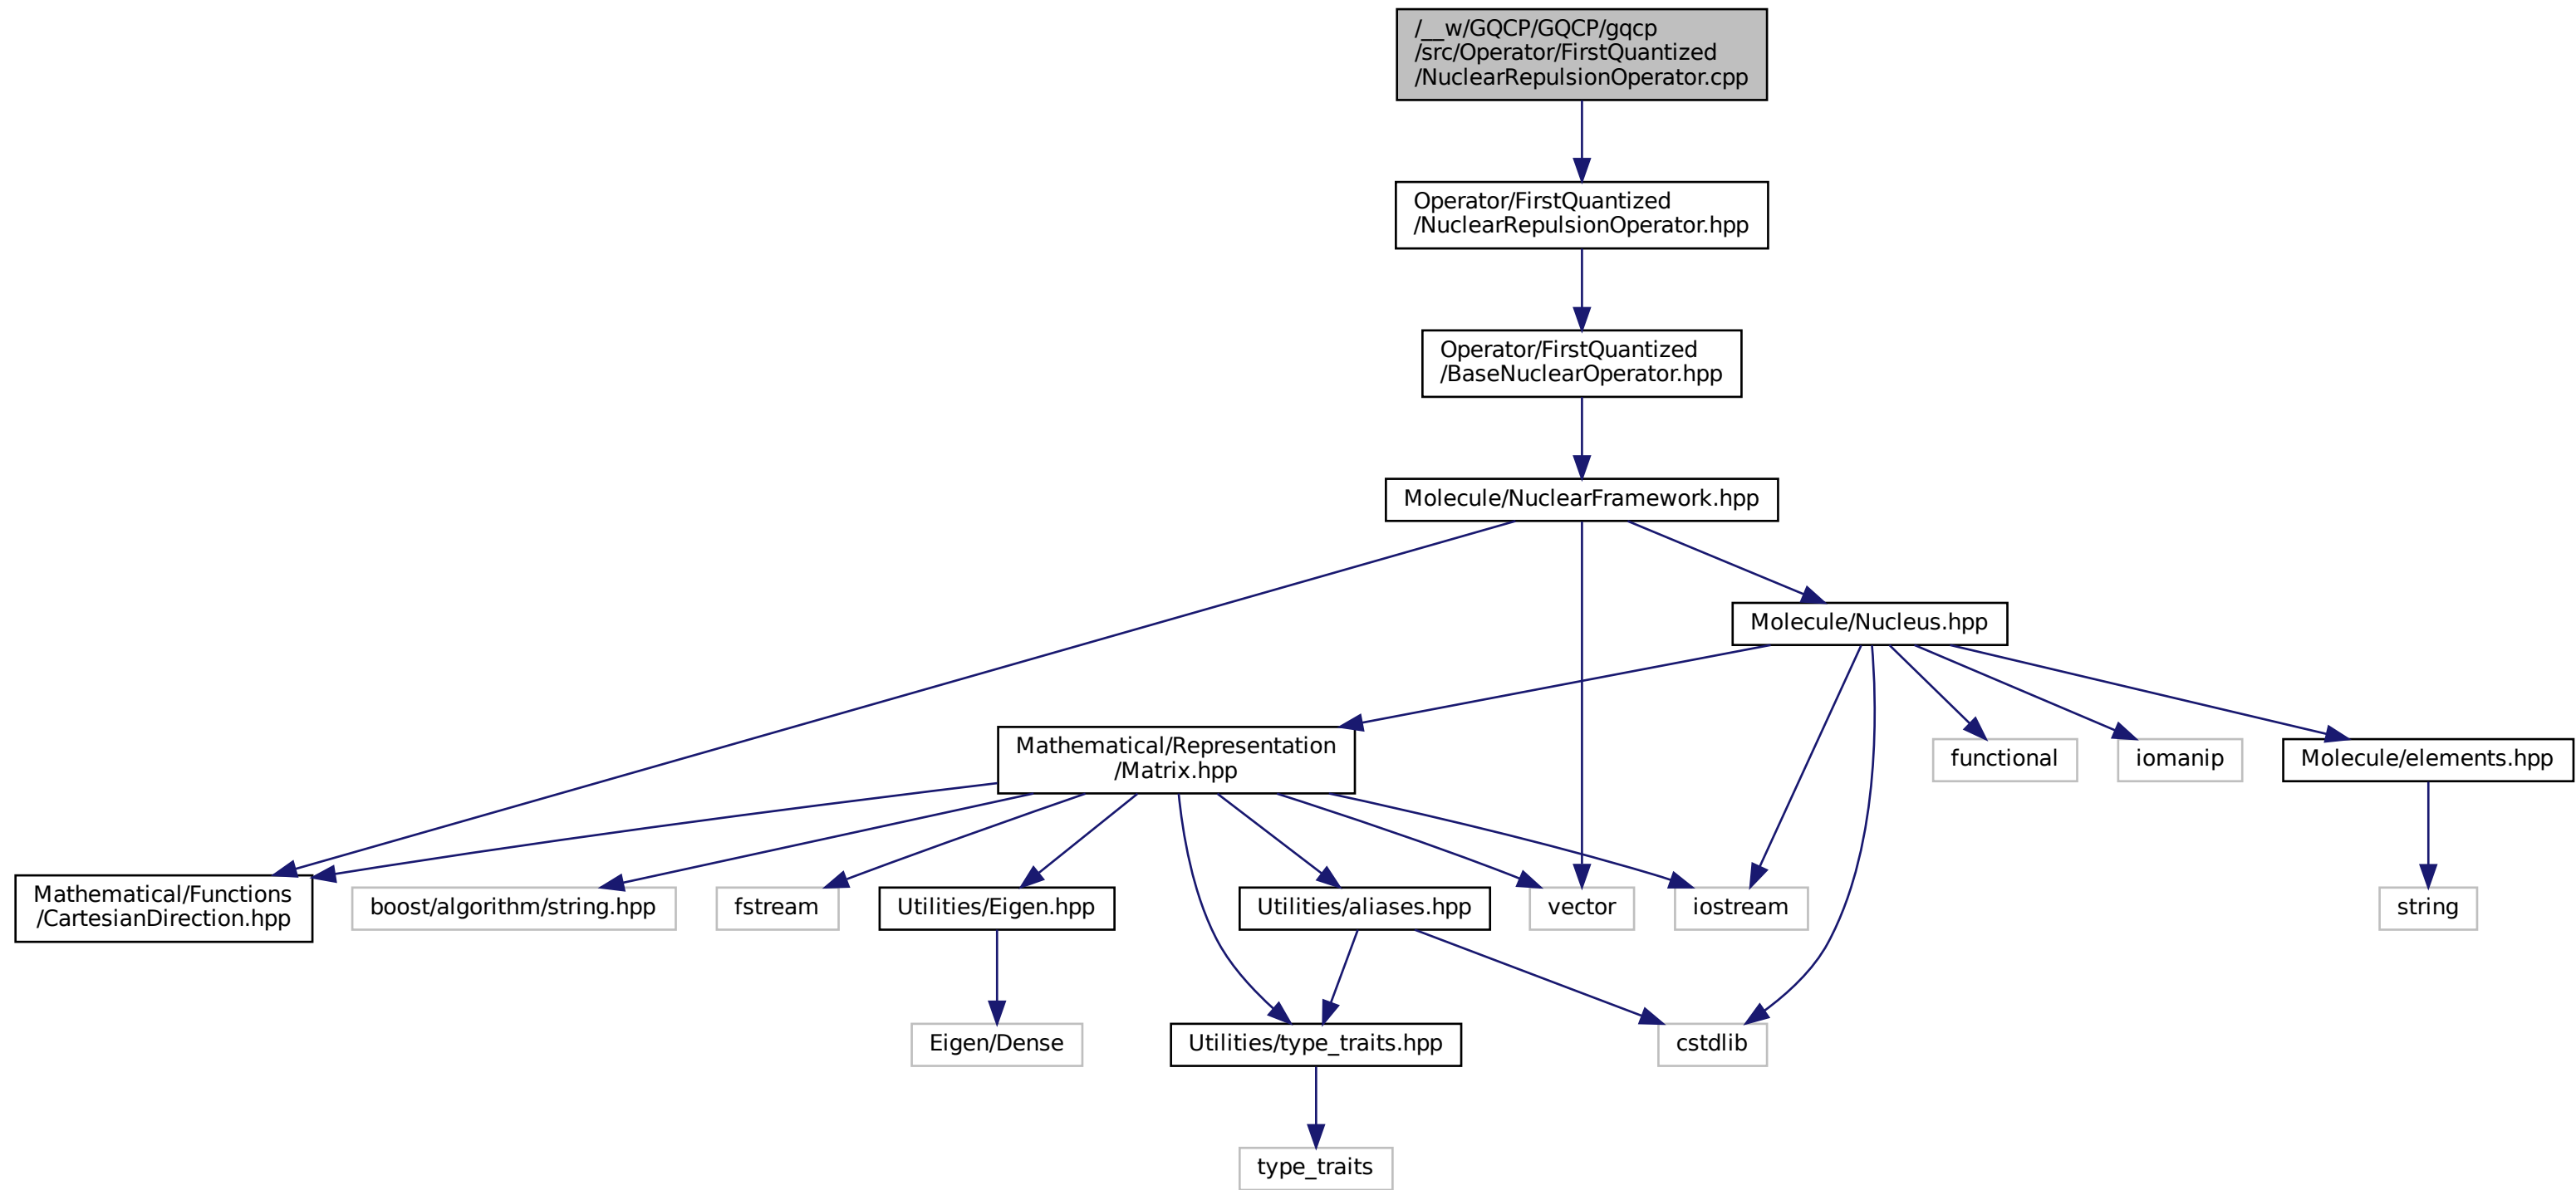 /__w/GQCP/GQCP/gqcp
/src/Operator/FirstQuantized
/NuclearRepulsionOperator.cpp
Operator/FirstQuantized
/NuclearRepulsionOperator.hpp
Operator/FirstQuantized
/BaseNuclearOperator.hpp
Molecule/NuclearFramework.hpp
Molecule/Nucleus.hpp
Mathematical/Representation
/Matrix.hpp
functional
iomanip
Molecule/elements.hpp
Mathematical/Functions
/CartesianDirection.hpp
boost/algorithm/string.hpp
fstream
Utilities/Eigen.hpp
Utilities/aliases.hpp
vector
iostream
string
Eigen/Dense
Utilities/type_traits.hpp
cstdlib
type_traits